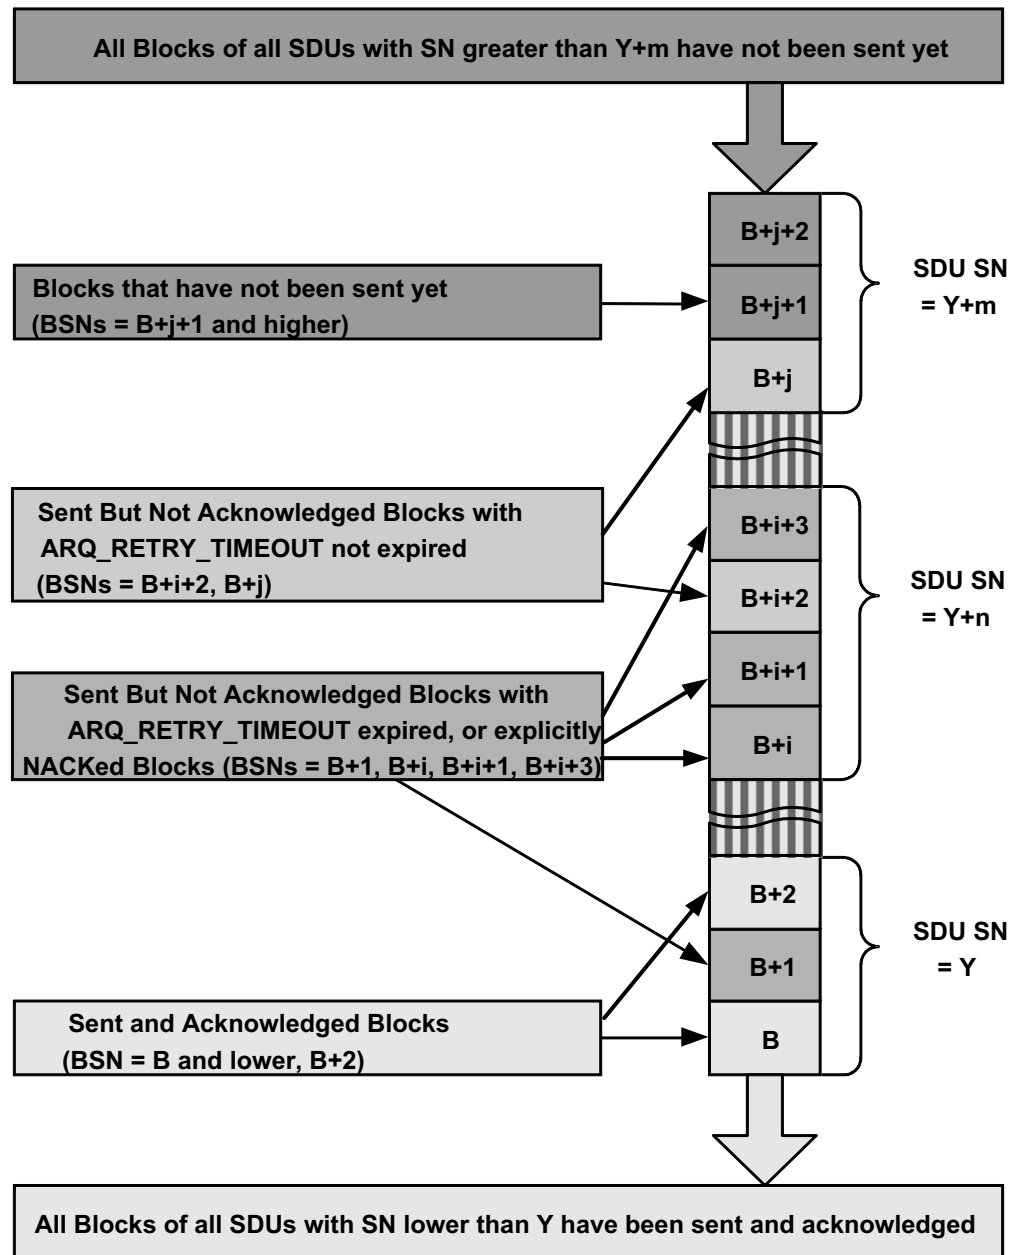 All Blocks of all SDUs with SN greater than Y+m have not been sent yet
B+j+2
SDU SN
= Y+m
Blocks that have not been sent yet
(BSNs = B+j+1 and higher)
B+j+1
B+j
Sent But Not Acknowledged Blocks with
ARQ_RETRY_TIMEOUT not expired
(BSNs = B+i+2, B+j)
B+i+3
B+i+2
SDU SN
= Y+n
Sent But Not Acknowledged Blocks with
ARQ_RETRY_TIMEOUT expired, or explicitly
NACKed Blocks (BSNs = B+1, B+i, B+i+1, B+i+3)
B+i+1
B+i
B+2
SDU SN
= Y
B+1
Sent and Acknowledged Blocks
(BSN = B and lower, B+2)
B
All Blocks of all SDUs with SN lower than Y have been sent and acknowledged